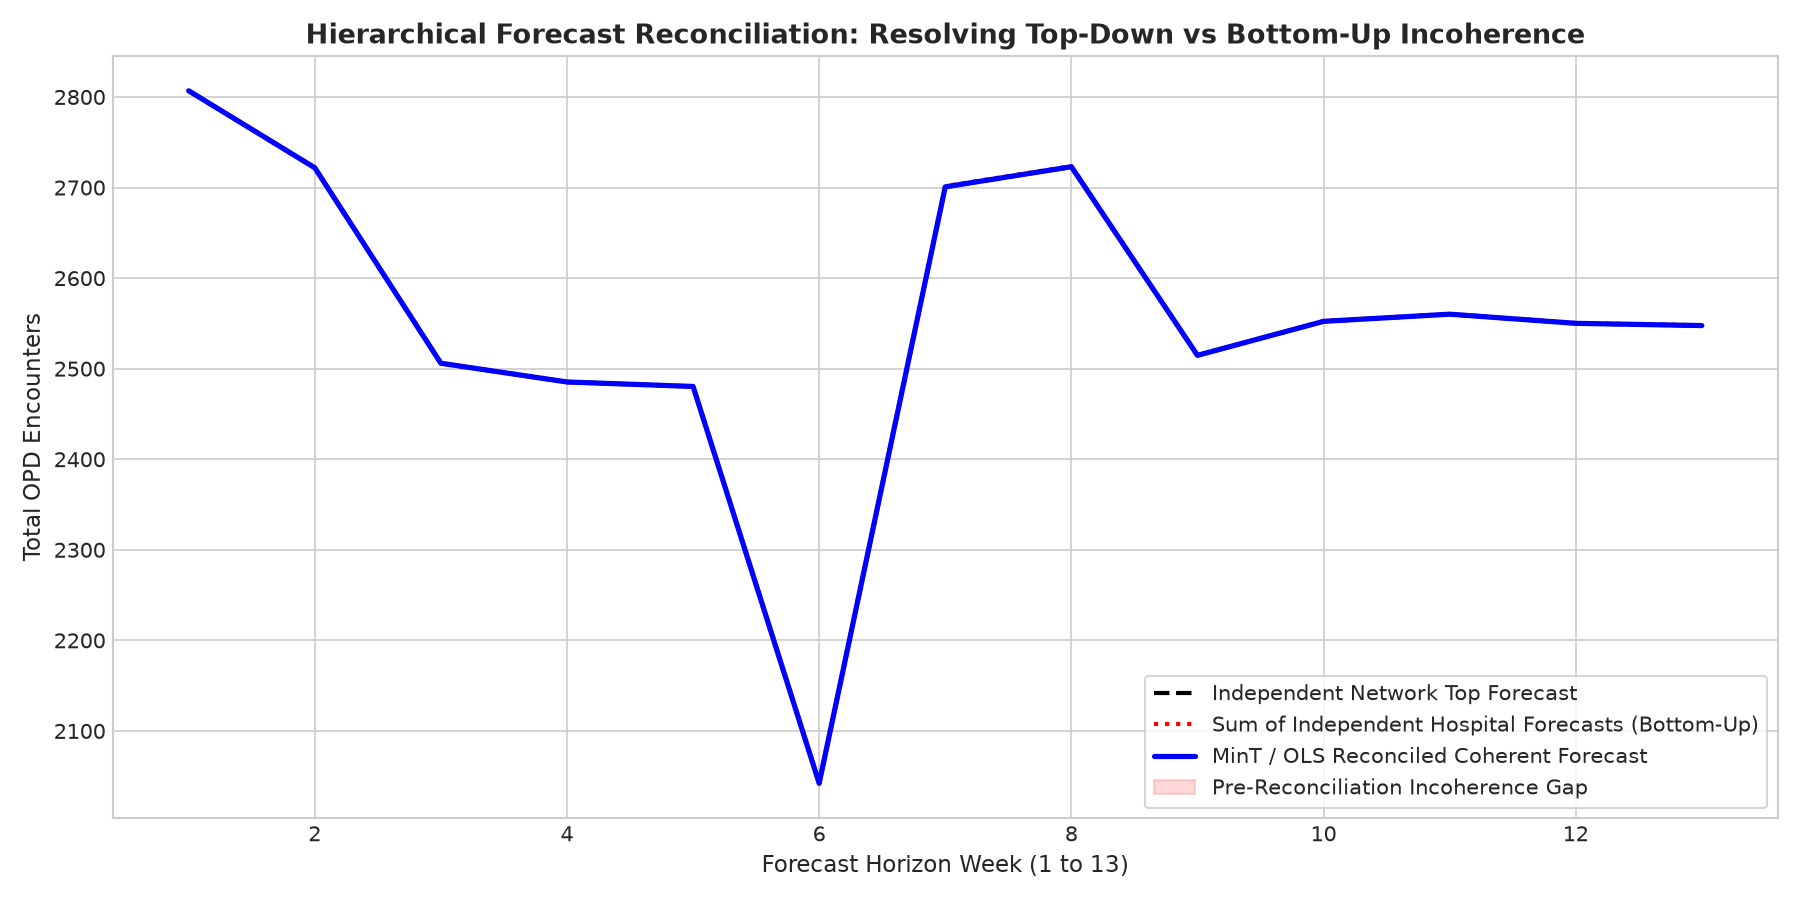 Hierarchical Forecast Reconciliation: Resolving Top-Down vs Bottom-Up Incoherence
Total OPD Encounters
2800
2700
2600
2500
2400
2300
2200
2100
Independent Network Top Forecast
Sum of Independent Hospital Forecasts (Bottom-Up)
MinT / OLS Reconciled Coherent Forecast
Pre-Reconciliation Incoherence Gap
2 4 6 8 10 12
Forecast Horizon Week (1 to 13)